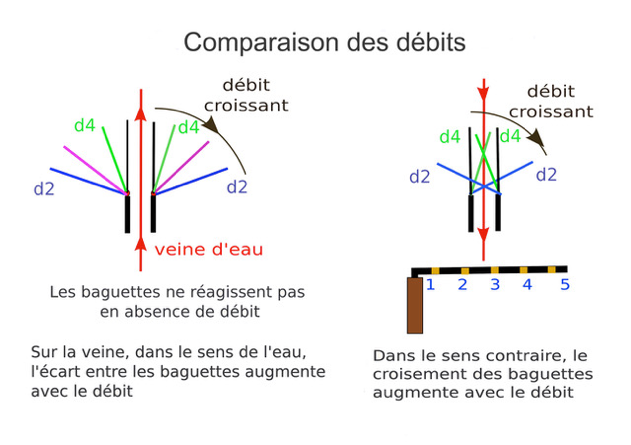 Comparaison des débits
débit
croissant
d4
d4
d2
d2
veine d'eau
Les baguettes ne réagissent pas
en absence de débit
Sur la veine, dans le sens de l'eau,
l'écart entre les baguettes augmente
avec le débit
débit
croissant
d4
d4
d2
d2
1 2 3 4 5
Dans le sens contraire, le
croisement des baguettes
augmente avec le débit